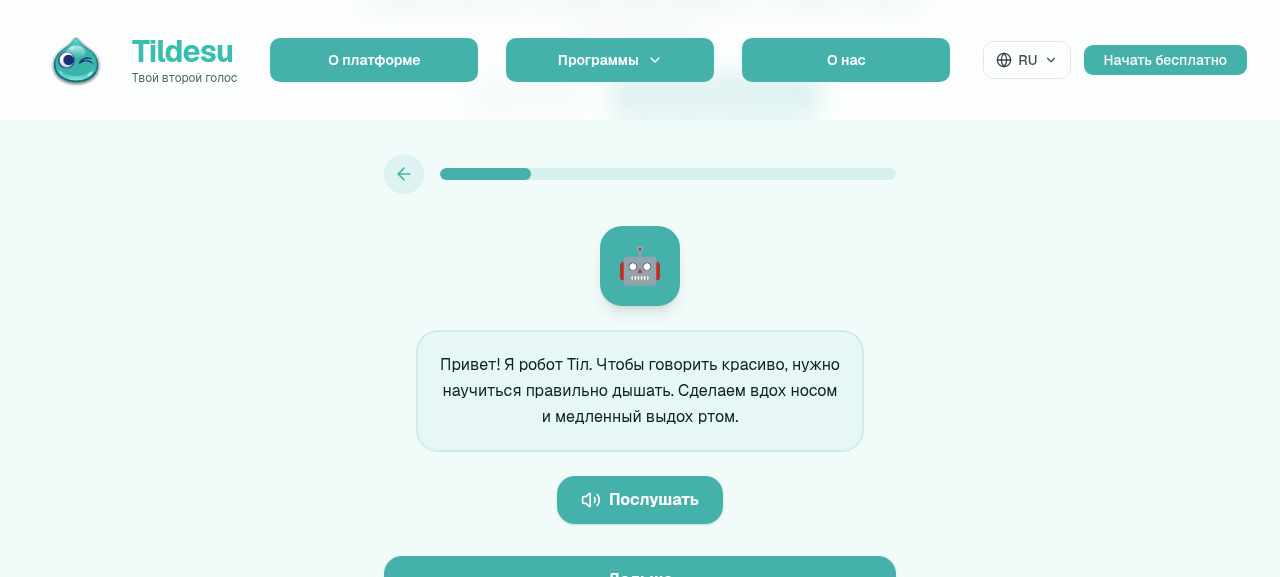 Tildesu
Твой второй голос
О платформе
Программы
О нас
RU
Начать бесплатно
Привет! Я робот Тіл. Чтобы говорить красиво, нужно
научиться правильно дышать. Сделаем вдох носом
и медленный выдох ртом.
Послушать